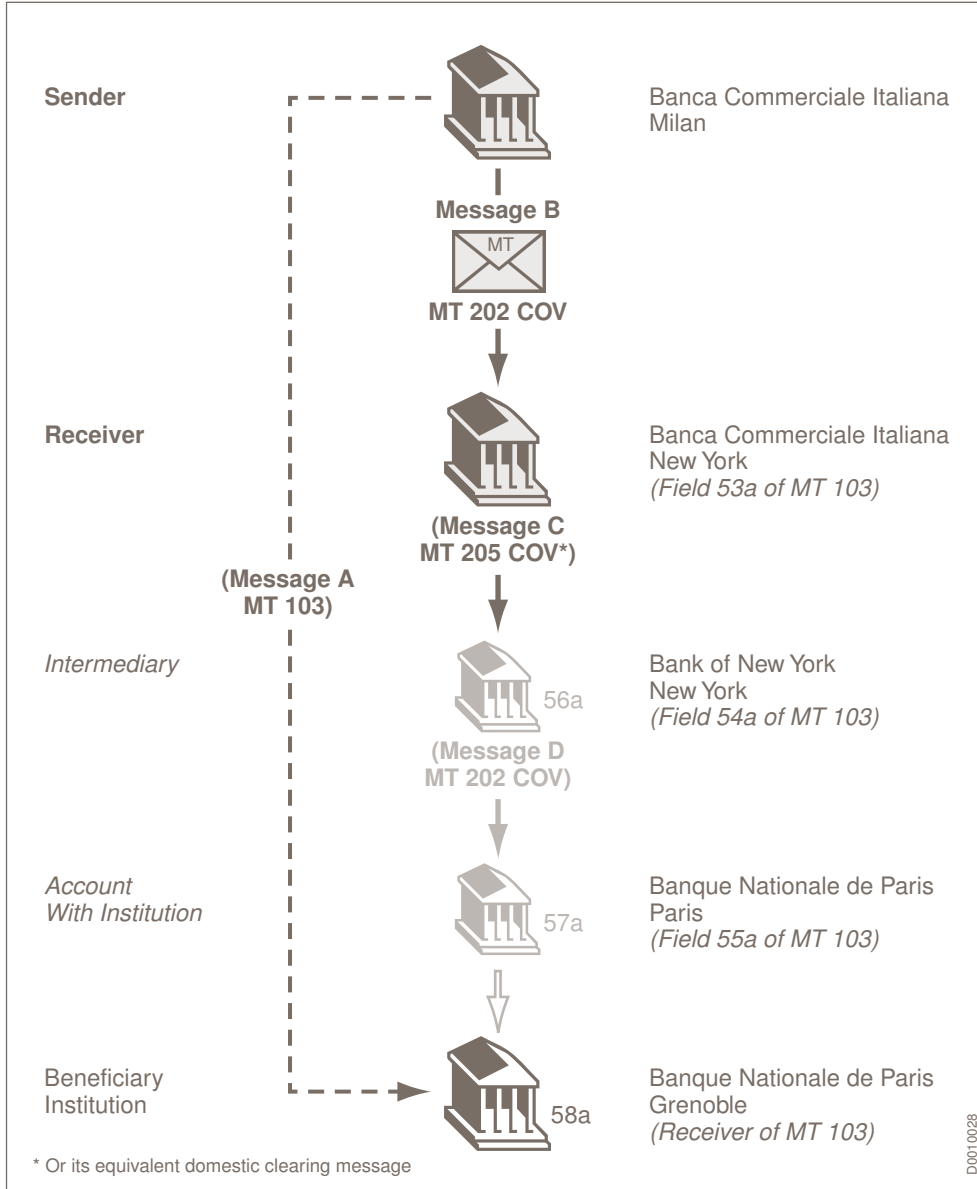 Sender
Banca Commerciale Italiana
Milan
Message B
MT
MT 202 COV
Receiver
Banca Commerciale Italiana
New York
(Field 53a of MT 103)
(Message C
MT 205 COV*)
(Message A
MT 103)
Intermediary
56a
Bank of New York
New York
(Field 54a of MT 103)
(Message D
MT 202 COV)
Account
With Institution
57a
Banque Nationale de Paris
Paris
(Field 55a of MT 103)
Beneficiary
Institution
58a
Banque Nationale de Paris
Grenoble
(Receiver of MT 103)
* Or its equivalent domestic clearing message
D0010028